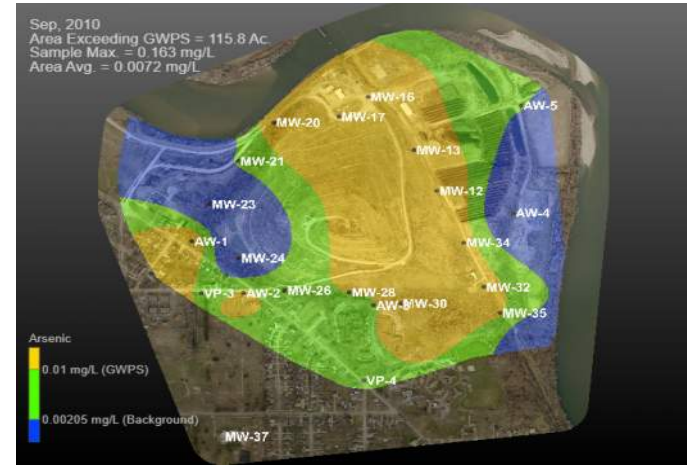 Sep, 2010
Area Exceeding GWPS = 115.8 Ac.
Sample Max. = 0.163 mg/L
Area Avg. = 0.0072 mg/L
MW-16
AW-5
MW-20
MW-17
MW-13
MW-21
MW-12
MW-23
AW-4
AW-1
MW-34
MW-24
VP-3
AW-2
MW-26
MW-28
MW-32
MW-30
MW-35
Arsenic
0.01 mg/L (GWPS)
VP-4
0.00205 mg/L (Background)
MW-37